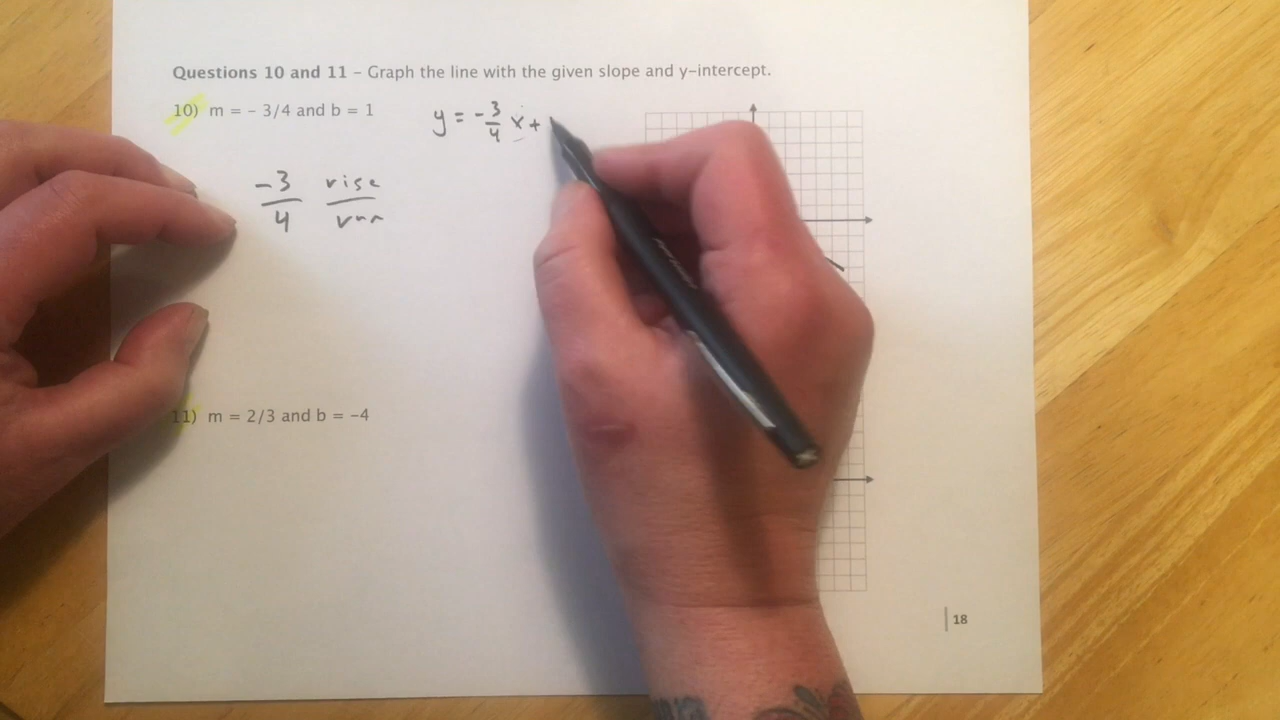 Questions 10 and 11 – Graph the line with the given slope and y-intercept.
10) m = - 3/4 and b = 1
y = -3/4 x +
-3 rise
4 run
11) m = 2/3 and b = -4
18